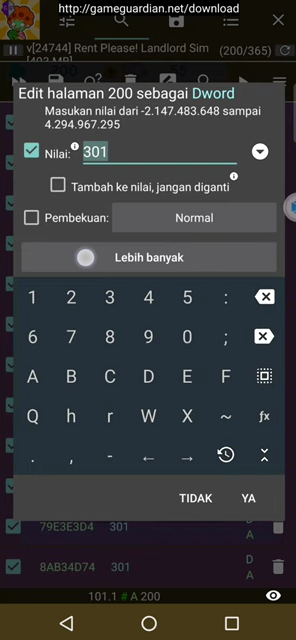 http://gameguardian.net/download
v[24744] Rent Please! Landlord Sim
(200/365)
Edit halaman 200 sebagai Dword
Masukan nilai dari -2.147.483.648 sampai
4.294.967.295
Nilai: 301
Tambah ke nilai, jangan diganti
Pembekuan: Normal
Lebih banyak
1 2 3 4 5 :
6 7 8 9 0 ;
A B C D E F
Q h r W X ~ fx
. , - ← →
TIDAK YA
79E3E3D4 301 D
A
8AB34D74 301 D
A
101.1 # A 200